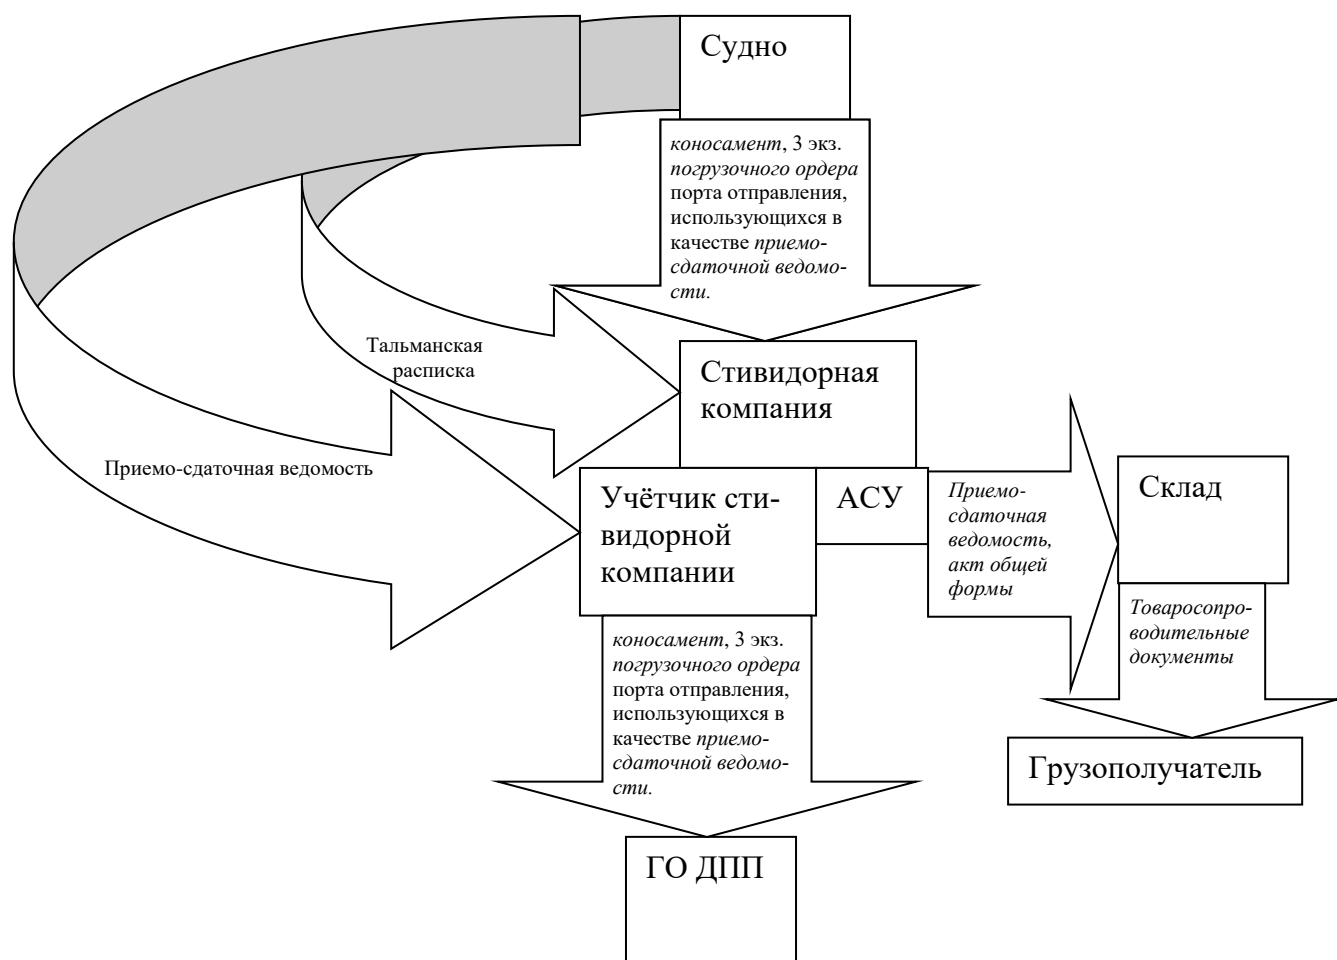 Судно
коносамент, 3 экз.
погрузочного ордера
порта отправления,
использующихся в
качестве приемо-
сдаточной ведомо-
сти.
Тальманская
расписка
Стивидорная
компания
Приемо-сдаточная ведомость
Учётчик сти-
видорной
компании
АСУ
Приемо-
сдаточная
ведомость,
акт общей
формы
Склад
Товаросопро-
водительные
документы
коносамент, 3 экз.
погрузочного ордера
порта отправления,
использующихся в
качестве приемо-
сдаточной ведомо-
сти.
Грузополучатель
ГО ДПП